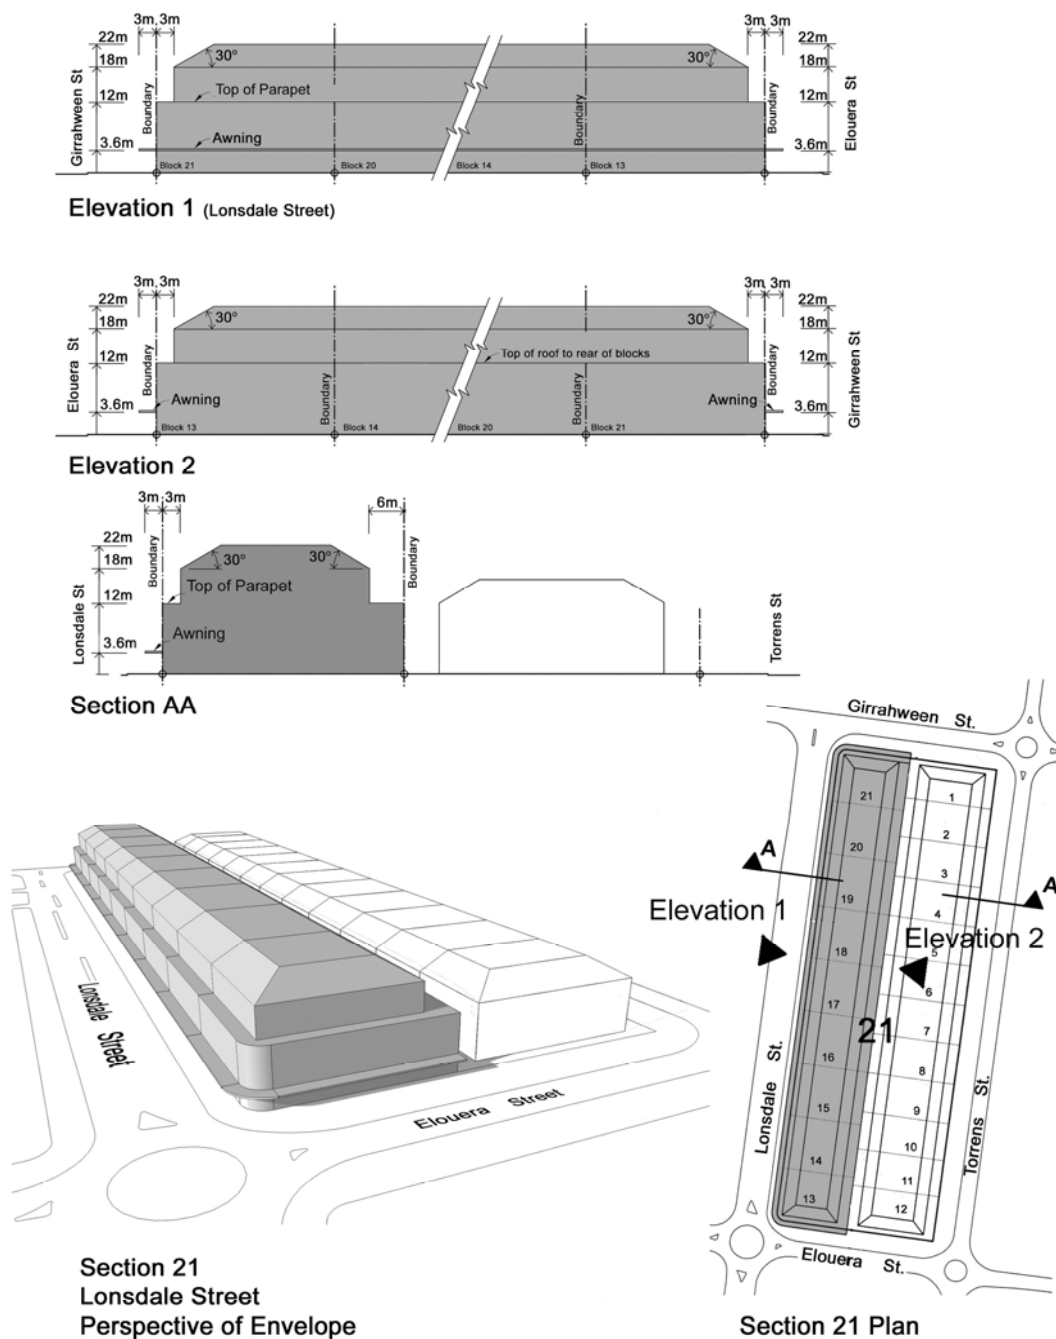 3m 3m
3m 3m
22m
18m
12m
3.6m
Girrahween St
Boundary
30°
Top of Parapet
Awning
Block 21
Block 20
Block 14
Boundary
Block 13
30°
Boundary
22m
18m
12m
3.6m
Elouera St
Elevation 1 (Lonsdale Street)
3m 3m
3m 3m
22m
18m
12m
3.6m
Elouera St
Boundary
30°
Awning
Block 13
Boundary
Block 14
Block 20
Top of roof to rear of blocks
Boundary
Block 21
30°
Awning
Boundary
22m
18m
12m
3.6m
Girrahween St
Elevation 2
3m 3m
6m
22m
18m
12m
3.6m
Lonsdale St
Boundary
30°
30°
Top of Parapet
Awning
Boundary
Torrens St
Section AA
Girrahween St.
21
20
19
18
17
16
15
14
13
1
2
3
4
5
6
7
8
9
10
11
12
A
A
Elevation 1
Elevation 2
21
Lonsdale St.
Torrens St.
Elouera St.
Lonsdale Street
Elouera Street
Section 21
Lonsdale Street
Perspective of Envelope
Section 21 Plan